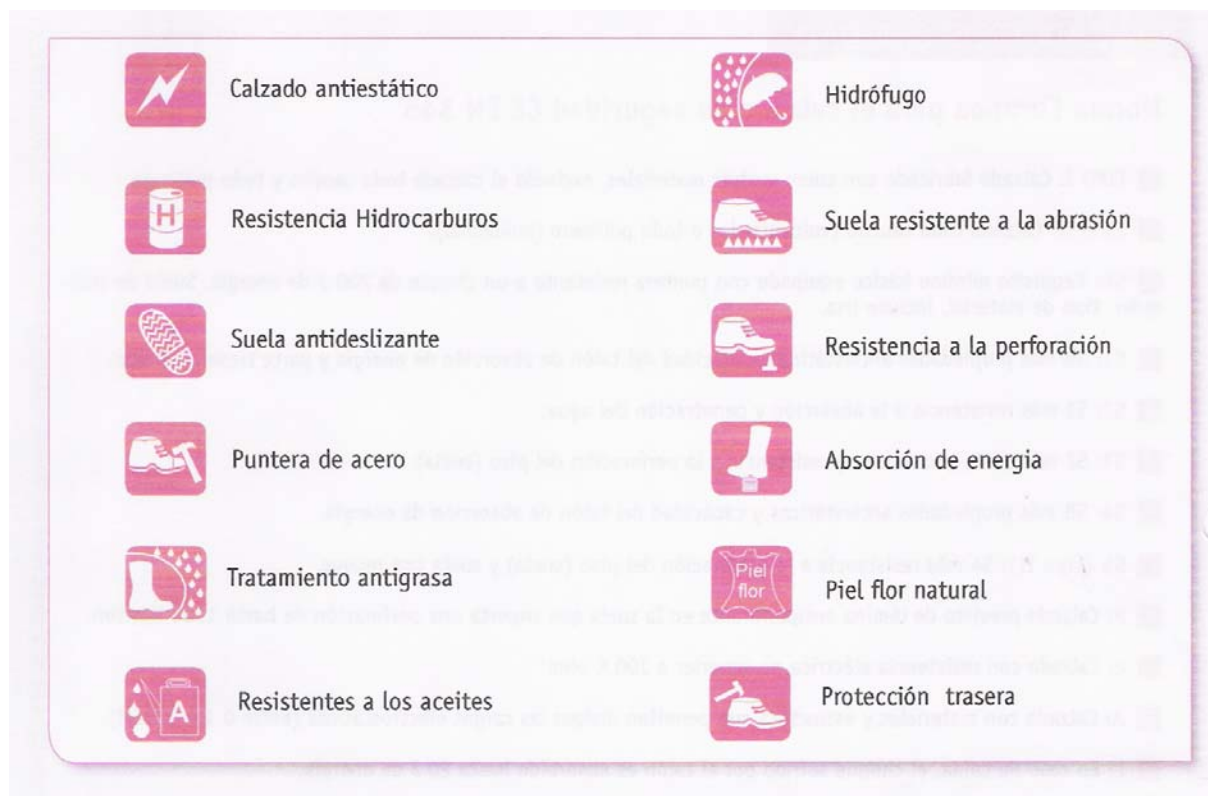 Calzado antiestático
H
Resistencia Hidrocarburos
Suela antideslizante
Puntera de acero
Tratamiento antigrasa
A
Resistentes a los aceites
Hidrófugo
Suela resistente a la abrasión
Resistencia a la perforación
Absorción de energía
Piel
flor
Piel flor natural
Protección trasera